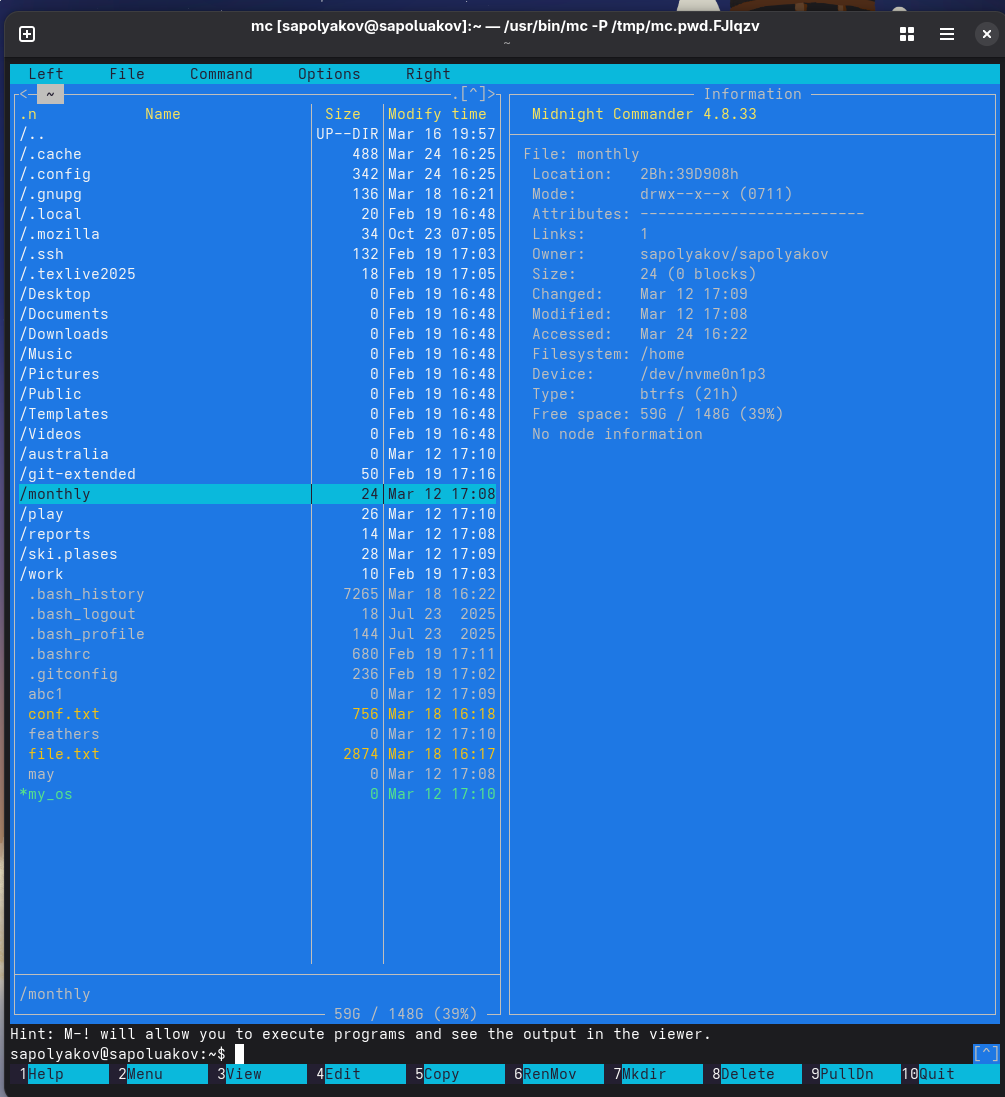 mc [sapolyakov@sapoluakov]:~ — /usr/bin/mc -P /tmp/mc.pwd.FJlqzv
~
Left File Command Options Right
<─ ~ .[^]> Information
.n Name Size Modify time Midnight Commander 4.8.33
/.. UP--DIR Mar 16 19:57
/.cache 488 Mar 24 16:25 File: monthly
/.config 342 Mar 24 16:25 Location: 2Bh:39D908h
/.gnupg 136 Mar 18 16:21 Mode: drwx--x--x (0711)
/.local 20 Feb 19 16:48 Attributes: -------------------------
/.mozilla 34 Oct 23 07:05 Links: 1
/.ssh 132 Feb 19 17:03 Owner: sapolyakov/sapolyakov
/.texlive2025 18 Feb 19 17:05 Size: 24 (0 blocks)
/Desktop 0 Feb 19 16:48 Changed: Mar 12 17:09
/Documents 0 Feb 19 16:48 Modified: Mar 12 17:08
/Downloads 0 Feb 19 16:48 Accessed: Mar 24 16:22
/Music 0 Feb 19 16:48 Filesystem: /home
/Pictures 0 Feb 19 16:48 Device: /dev/nvme0n1p3
/Public 0 Feb 19 16:48 Type: btrfs (21h)
/Templates 0 Feb 19 16:48 Free space: 59G / 148G (39%)
/Videos 0 Feb 19 16:48 No node information
/australia 0 Mar 12 17:10
/git-extended 50 Feb 19 17:16
/monthly 24 Mar 12 17:08
/play 26 Mar 12 17:10
/reports 14 Mar 12 17:08
/ski.plases 28 Mar 12 17:09
/work 10 Feb 19 17:03
.bash_history 7265 Mar 18 16:22
.bash_logout 18 Jul 23 2025
.bash_profile 144 Jul 23 2025
.bashrc 680 Feb 19 17:11
.gitconfig 236 Feb 19 17:02
abc1 0 Mar 12 17:09
conf.txt 756 Mar 18 16:18
feathers 0 Mar 12 17:10
file.txt 2874 Mar 18 16:17
may 0 Mar 12 17:08
*my_os 0 Mar 12 17:10
/monthly
59G / 148G (39%)
Hint: M-! will allow you to execute programs and see the output in the viewer.
sapolyakov@sapoluakov:~$ [^]
1Help 2Menu 3View 4Edit 5Copy 6RenMov 7Mkdir 8Delete 9PullDn 10Quit